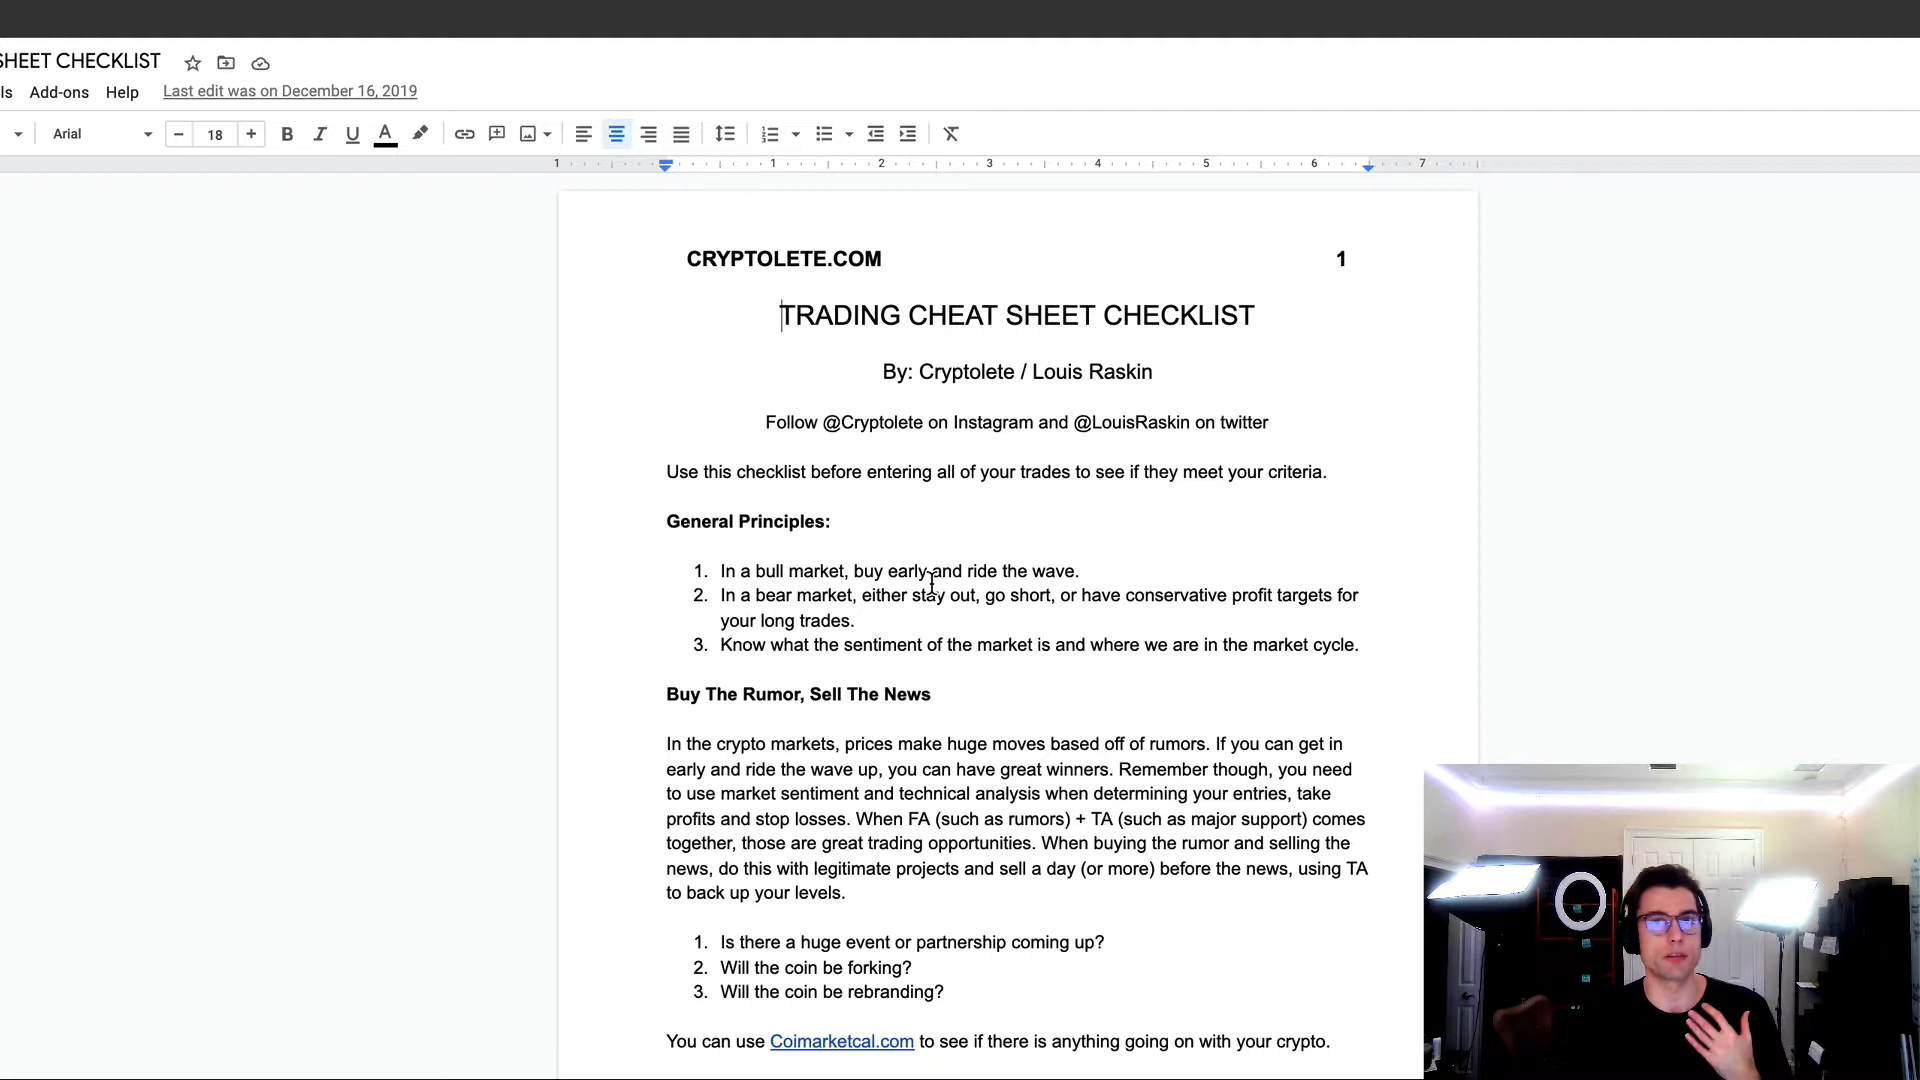 SHEET CHECKLIST
ls Add-ons Help Last edit was on December 16, 2019
Arial 18 B I U A
1 1 2 3 4 5 6 7
CRYPTOLETE.COM 1
TRADING CHEAT SHEET CHECKLIST
By: Cryptolete / Louis Raskin
Follow @Cryptolete on Instagram and @LouisRaskin on twitter
Use this checklist before entering all of your trades to see if they meet your criteria.
General Principles:
1. In a bull market, buy early and ride the wave.
2. In a bear market, either stay out, go short, or have conservative profit targets for
your long trades.
3. Know what the sentiment of the market is and where we are in the market cycle.
Buy The Rumor, Sell The News
In the crypto markets, prices make huge moves based off of rumors. If you can get in
early and ride the wave up, you can have great winners. Remember though, you need
to use market sentiment and technical analysis when determining your entries, take
profits and stop losses. When FA (such as rumors) + TA (such as major support) comes
together, those are great trading opportunities. When buying the rumor and selling the
news, do this with legitimate projects and sell a day (or more) before the news, using TA
to back up your levels.
1. Is there a huge event or partnership coming up?
2. Will the coin be forking?
3. Will the coin be rebranding?
You can use Coimarketcal.com to see if there is anything going on with your crypto.